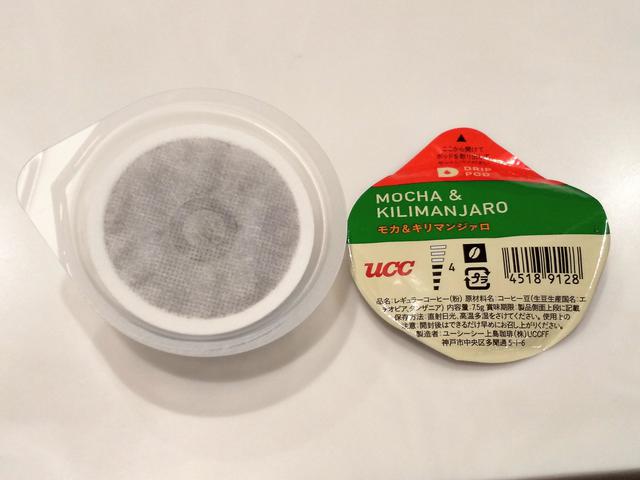 ここから開けて
ポッドを取り出して
DRIP
POD
MOCHA &
KILIMANJARO
モカ&キリマンジァロ
UCC
4
プラ
4518 9128
品名:レギュラーコーヒー(粉) 原材料名:コーヒー豆(生豆生産国名:エ
チオピア,タンザニア) 内容量:7.5g 賞味期限:製品側面上段に記載
保存方法:直射日光、高温多湿をさけてください。使用上の
注意:開封後はできるだけ早めにお召し上がりください。
製造者:ユーシーシー上島珈琲(株) UCCFF
神戸市中央区多聞通5-1-6